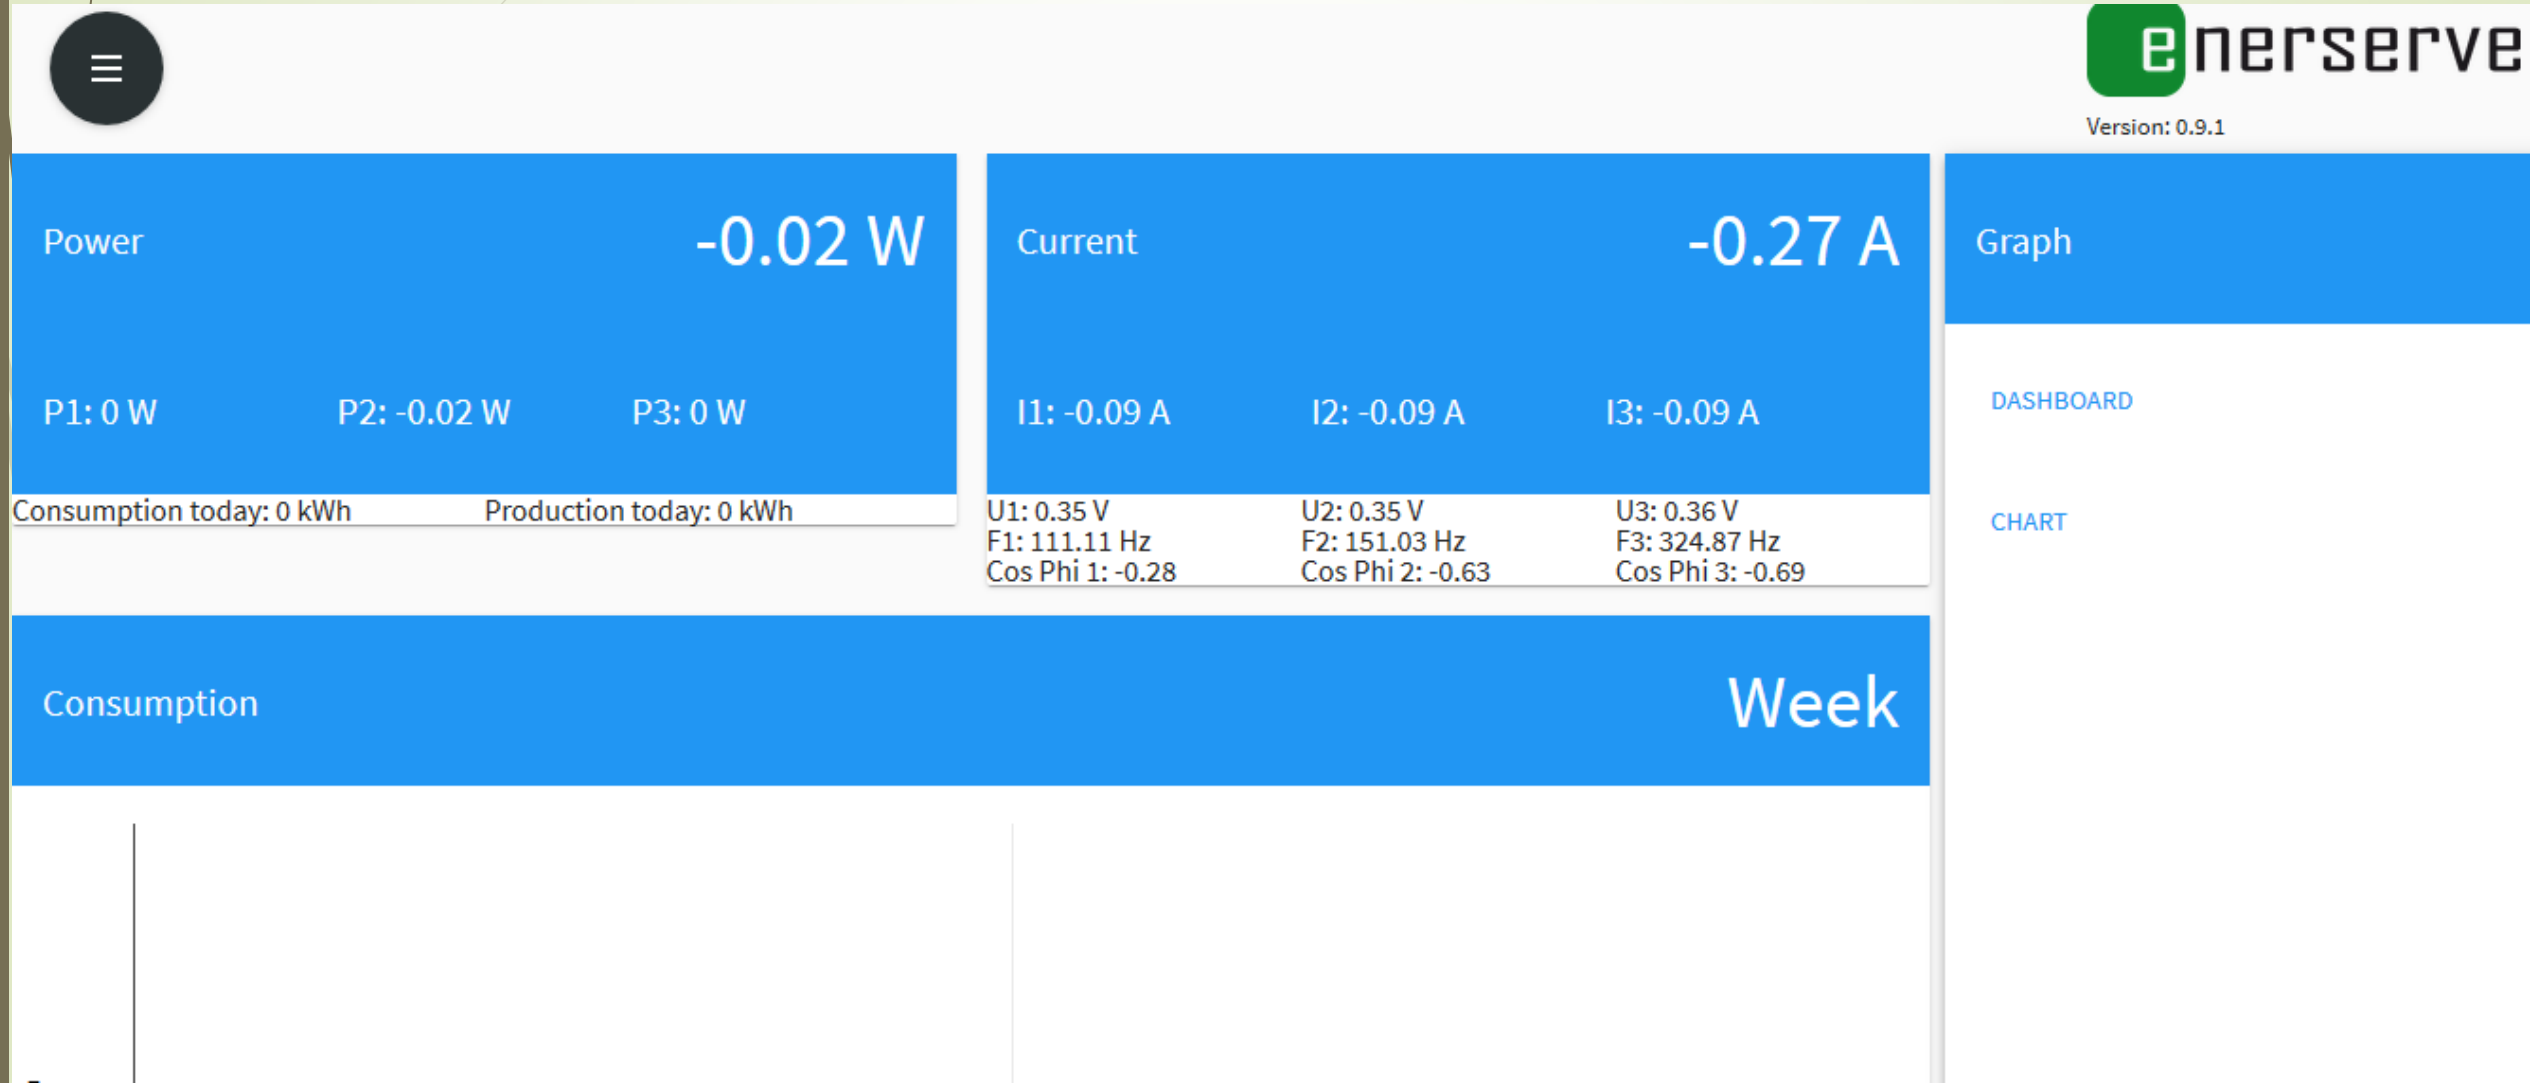 enerserve
Version: 0.9.1
Power -0.02 W
P1: 0 W P2: -0.02 W P3: 0 W
Consumption today: 0 kWh Production today: 0 kWh
Current -0.27 A
I1: -0.09 A I2: -0.09 A I3: -0.09 A
U1: 0.35 V U2: 0.35 V U3: 0.36 V
F1: 111.11 Hz F2: 151.03 Hz F3: 324.87 Hz
Cos Phi 1: -0.28 Cos Phi 2: -0.63 Cos Phi 3: -0.69
Graph
DASHBOARD
CHART
Consumption Week